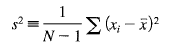 s² ≡ 1/(N − 1) ∑ (xᵢ − x̄)²